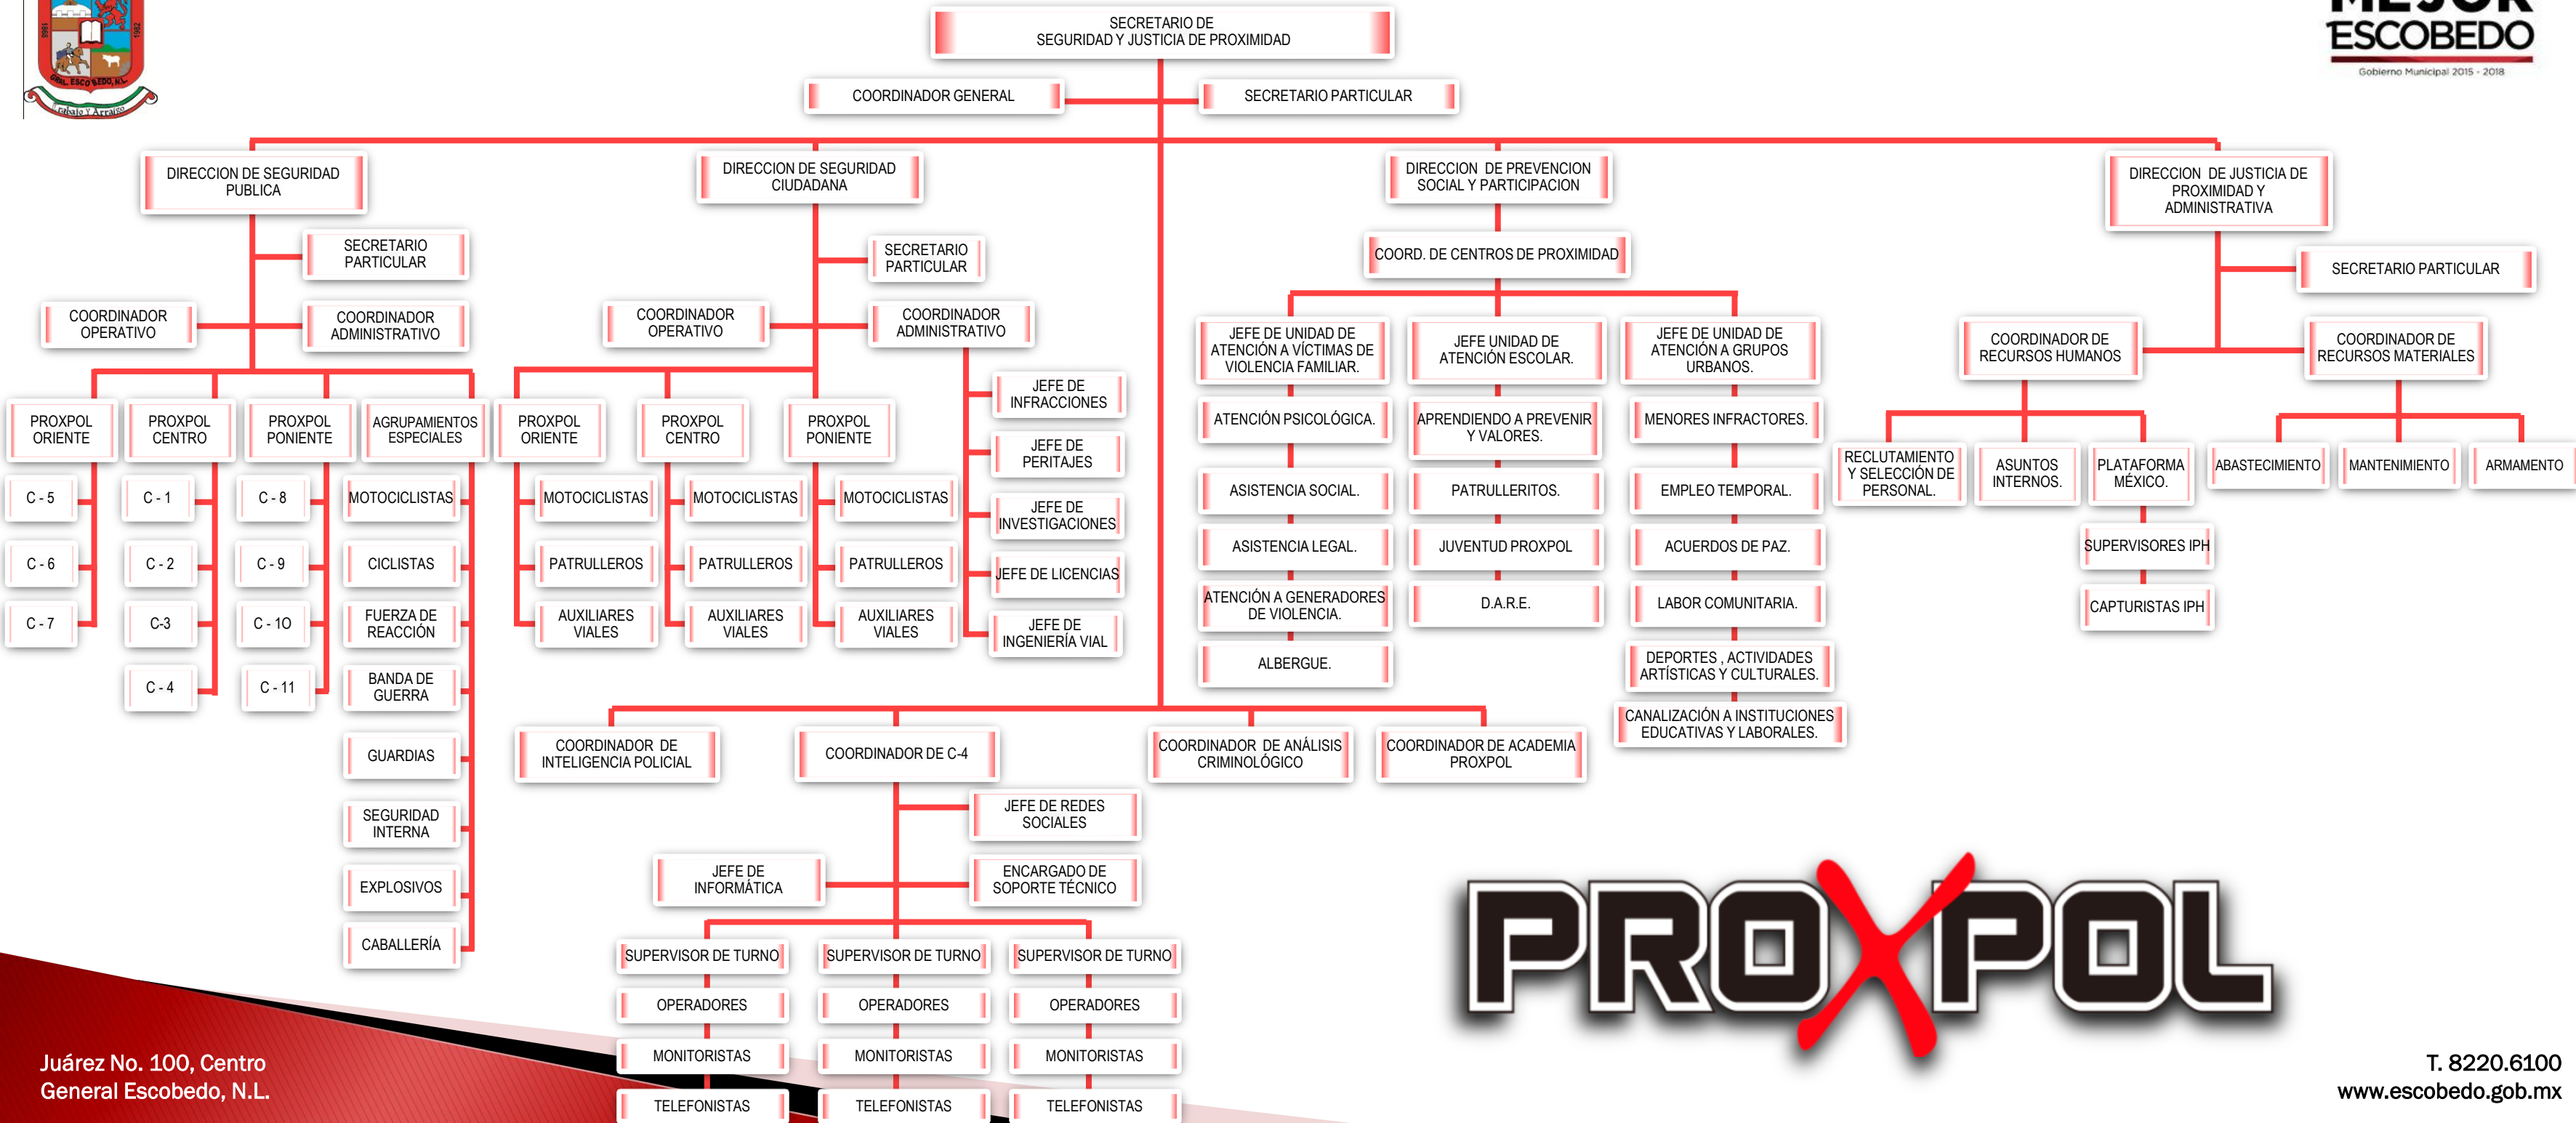 1868
1982
GRAL. ESCOBEDO, N.L.
Trabajo Y Arraigo
MEJOR
ESCOBEDO
Gobierno Municipal 2015 - 2018
SECRETARIO DE
SEGURIDAD Y JUSTICIA DE PROXIMIDAD
COORDINADOR GENERAL
SECRETARIO PARTICULAR
DIRECCION DE SEGURIDAD
PUBLICA
SECRETARIO
PARTICULAR
COORDINADOR
OPERATIVO
COORDINADOR
ADMINISTRATIVO
PROXPOL
ORIENTE
C - 5
C - 6
C - 7
PROXPOL
CENTRO
C - 1
C - 2
C-3
C - 4
PROXPOL
PONIENTE
C - 8
C - 9
C - 1O
C - 11
AGRUPAMIENTOS
ESPECIALES
MOTOCICLISTAS
CICLISTAS
FUERZA DE
REACCIÓN
BANDA DE
GUERRA
GUARDIAS
SEGURIDAD
INTERNA
EXPLOSIVOS
CABALLERÍA
DIRECCION DE SEGURIDAD
CIUDADANA
SECRETARIO
PARTICULAR
COORDINADOR
OPERATIVO
COORDINADOR
ADMINISTRATIVO
PROXPOL
ORIENTE
MOTOCICLISTAS
PATRULLEROS
AUXILIARES
VIALES
PROXPOL
CENTRO
MOTOCICLISTAS
PATRULLEROS
AUXILIARES
VIALES
PROXPOL
PONIENTE
MOTOCICLISTAS
PATRULLEROS
AUXILIARES
VIALES
JEFE DE
INFRACCIONES
JEFE DE
PERITAJES
JEFE DE
INVESTIGACIONES
JEFE DE LICENCIAS
JEFE DE
INGENIERÍA VIAL
DIRECCION  DE PREVENCION
SOCIAL Y PARTICIPACION
COORD. DE CENTROS DE PROXIMIDAD
JEFE DE UNIDAD DE
ATENCIÓN A VÍCTIMAS DE
VIOLENCIA FAMILIAR.
ATENCIÓN PSICOLÓGICA.
ASISTENCIA SOCIAL.
ASISTENCIA LEGAL.
ATENCIÓN A GENERADORES
DE VIOLENCIA.
ALBERGUE.
JEFE UNIDAD DE
ATENCIÓN ESCOLAR.
APRENDIENDO A PREVENIR
Y VALORES.
PATRULLERITOS.
JUVENTUD PROXPOL
D.A.R.E.
JEFE DE UNIDAD DE
ATENCIÓN A GRUPOS
URBANOS.
MENORES INFRACTORES.
EMPLEO TEMPORAL.
ACUERDOS DE PAZ.
LABOR COMUNITARIA.
DEPORTES , ACTIVIDADES
ARTÍSTICAS Y CULTURALES.
CANALIZACIÓN A INSTITUCIONES
EDUCATIVAS Y LABORALES.
DIRECCION  DE JUSTICIA DE
PROXIMIDAD Y
ADMINISTRATIVA
SECRETARIO PARTICULAR
COORDINADOR DE
RECURSOS HUMANOS
COORDINADOR DE
RECURSOS MATERIALES
RECLUTAMIENTO
Y SELECCIÓN DE
PERSONAL.
ASUNTOS
INTERNOS.
PLATAFORMA
MÉXICO.
SUPERVISORES IPH
CAPTURISTAS IPH
ABASTECIMIENTO
MANTENIMIENTO
ARMAMENTO
COORDINADOR  DE
INTELIGENCIA POLICIAL
COORDINADOR DE C-4
COORDINADOR  DE ANÁLISIS
CRIMINOLÓGICO
COORDINADOR DE ACADEMIA
PROXPOL
JEFE DE REDES
SOCIALES
JEFE DE
INFORMÁTICA
ENCARGADO DE
SOPORTE TÉCNICO
SUPERVISOR DE TURNO
OPERADORES
MONITORISTAS
TELEFONISTAS
SUPERVISOR DE TURNO
OPERADORES
MONITORISTAS
TELEFONISTAS
SUPERVISOR DE TURNO
OPERADORES
MONITORISTAS
TELEFONISTAS
PROXPOL
Juárez No. 100, Centro
General Escobedo, N.L.
T. 8220.6100
www.escobedo.gob.mx